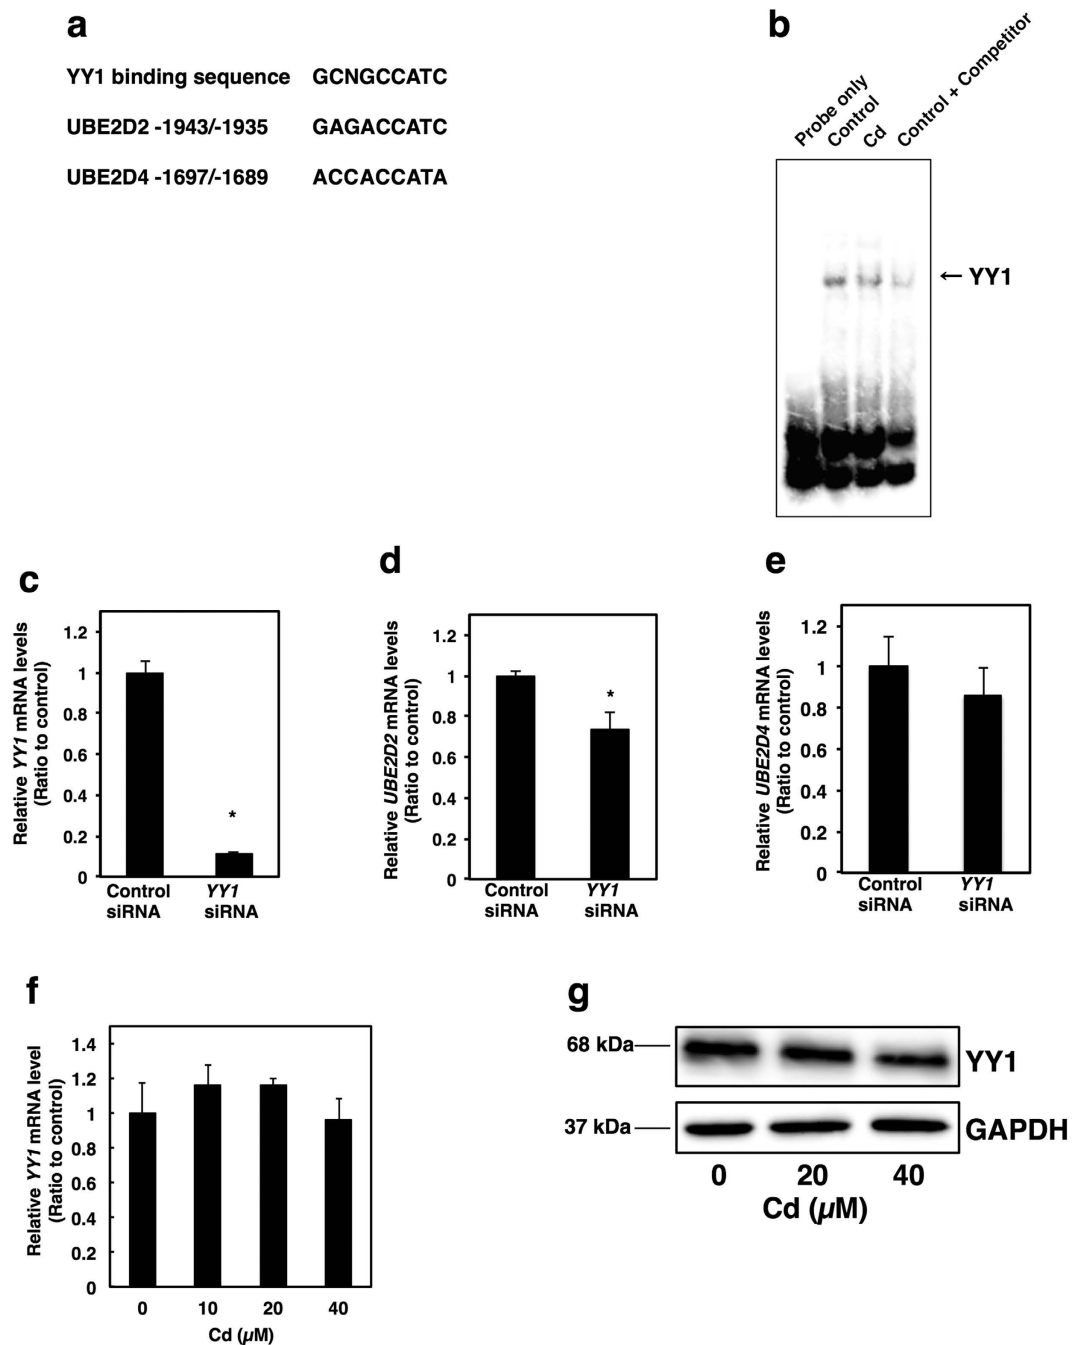 a
YY1 binding sequence GCNGCCATC
UBE2D2 -1943/-1935 GAGACCATC
UBE2D4 -1697/-1689 ACCACCATA
b
Probe only
Control
Cd
Control + Competitor
← YY1
c
Relative YY1 mRNA levels
(Ratio to control)
1.2
1
0.8
0.6
0.4
0.2
0
*
Control
siRNA
YY1
siRNA
d
Relative UBE2D2 mRNA levels
(Ratio to control)
1.2
1
0.8
0.6
0.4
0.2
0
*
Control
siRNA
YY1
siRNA
e
Relative UBE2D4 mRNA levels
(Ratio to control)
1.2
1
0.8
0.6
0.4
0.2
0
Control
siRNA
YY1
siRNA
f
Relative YY1 mRNA level
(Ratio to control)
1.4
1.2
1
0.8
0.6
0.4
0.2
0
0 10 20 40
Cd (µM)
g
68 kDa
YY1
37 kDa
GAPDH
0 20 40
Cd (µM)